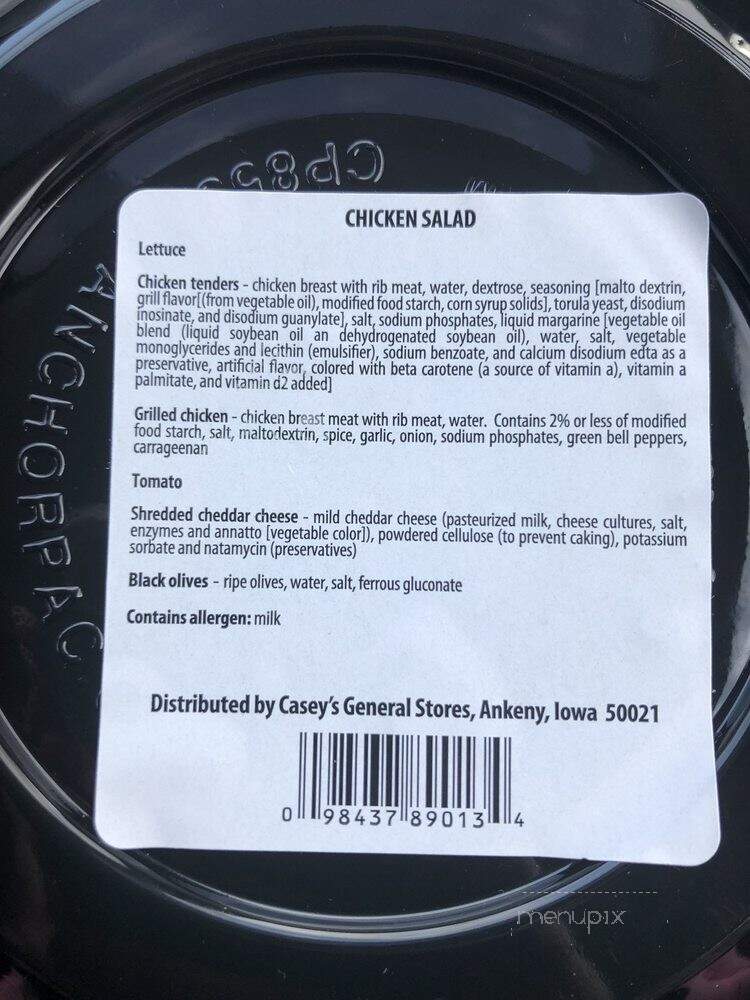 CP85
ANCHORPAC
CHICKEN SALAD
Lettuce
Chicken tenders - chicken breast with rib meat, water, dextrose, seasoning [malto dextrin,
grill flavor[(from vegetable oil), modified food starch, corn syrup solids], torula yeast, disodium
inosinate, and disodium guanylate], salt, sodium phosphates, liquid margarine [vegetable oil
blend (liquid soybean oil an dehydrogenated soybean oil), water, salt, vegetable
monoglycerides and lecithin (emulsifier), sodium benzoate, and calcium disodium edta as a
preservative, artificial flavor, colored with beta carotene (a source of vitamin a), vitamin a
palmitate, and vitamin d2 added]
Grilled chicken - chicken breast meat with rib meat, water. Contains 2% or less of modified
food starch, salt, maltodextrin, spice, garlic, onion, sodium phosphates, green bell peppers,
carrageenan
Tomato
Shredded cheddar cheese - mild cheddar cheese (pasteurized milk, cheese cultures, salt,
enzymes and annatto [vegetable color]), powdered cellulose (to prevent caking), potassium
sorbate and natamycin (preservatives)
Black olives - ripe olives, water, salt, ferrous gluconate
Contains allergen: milk
Distributed by Casey's General Stores, Ankeny, Iowa 50021
0 98437 89013 4
menupix